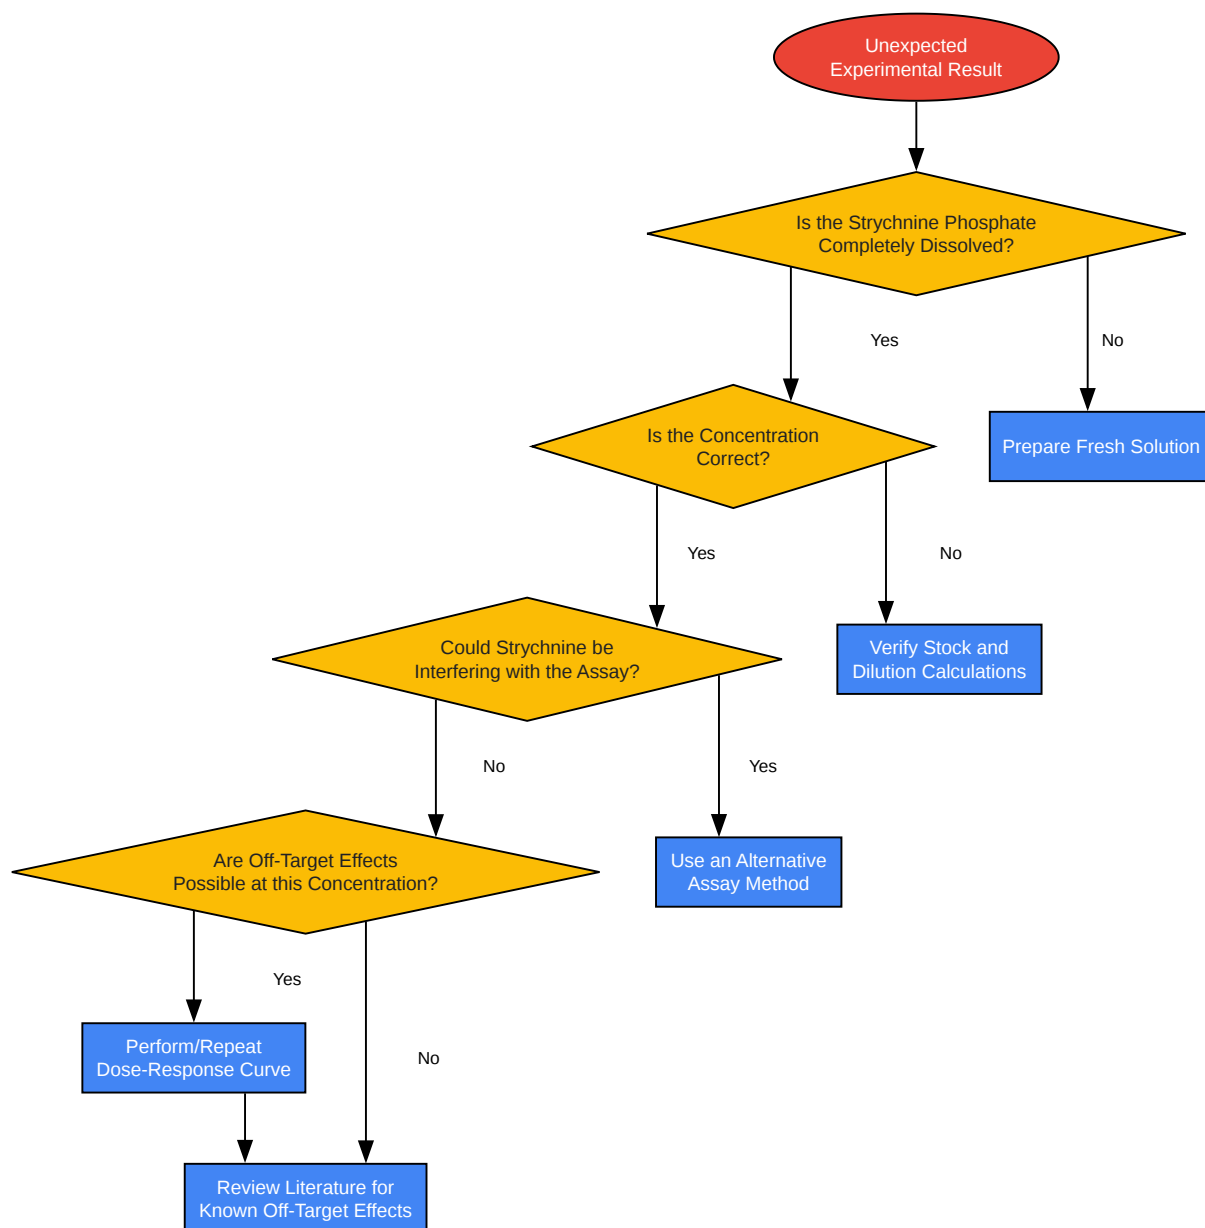 Unexpected
Experimental Result
Is the Strychnine Phosphate
Completely Dissolved?
Yes
No
Is the Concentration
Correct?
Prepare Fresh Solution
Yes
No
Could Strychnine be
Interfering with the Assay?
Verify Stock and
Dilution Calculations
No
Yes
Are Off-Target Effects
Possible at this Concentration?
Use an Alternative
Assay Method
Yes
Perform/Repeat
Dose-Response Curve
No
Review Literature for
Known Off-Target Effects